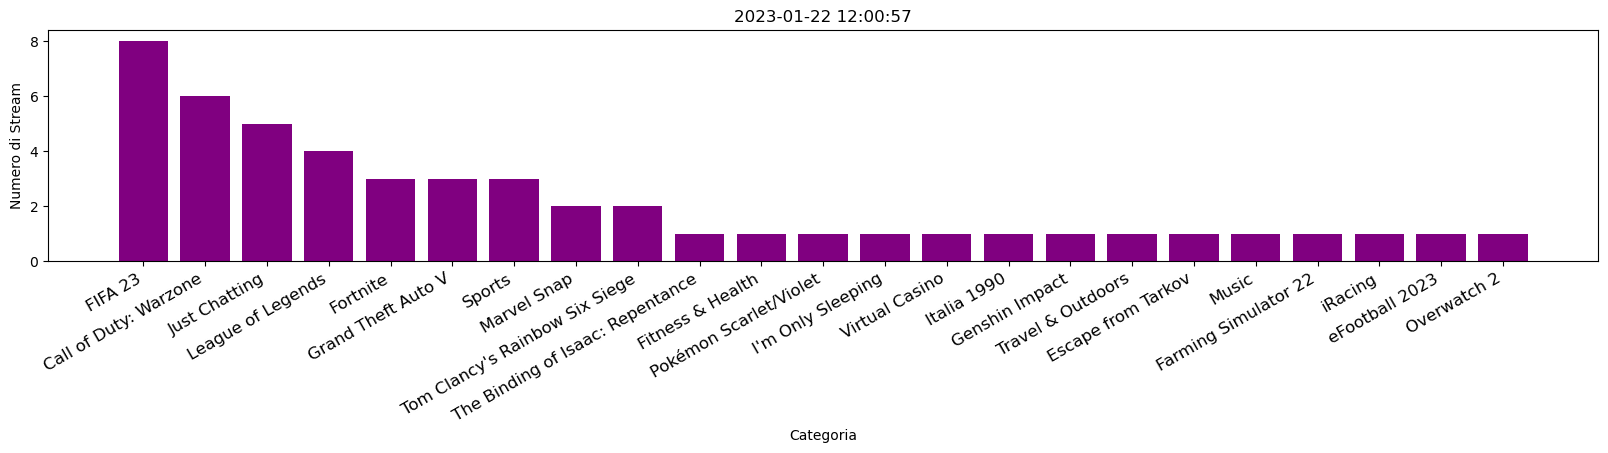 2023-01-22 12:00:57
Numero di Stream
8
6
4
2
0
FIFA 23
Call of Duty: Warzone
Just Chatting
League of Legends
Fortnite
Grand Theft Auto V
Sports
Marvel Snap
Tom Clancy's Rainbow Six Siege
The Binding of Isaac: Repentance
Fitness & Health
Pokémon Scarlet/Violet
I'm Only Sleeping
Virtual Casino
Italia 1990
Genshin Impact
Travel & Outdoors
Escape from Tarkov
Music
Farming Simulator 22
iRacing
eFootball 2023
Overwatch 2
Categoria